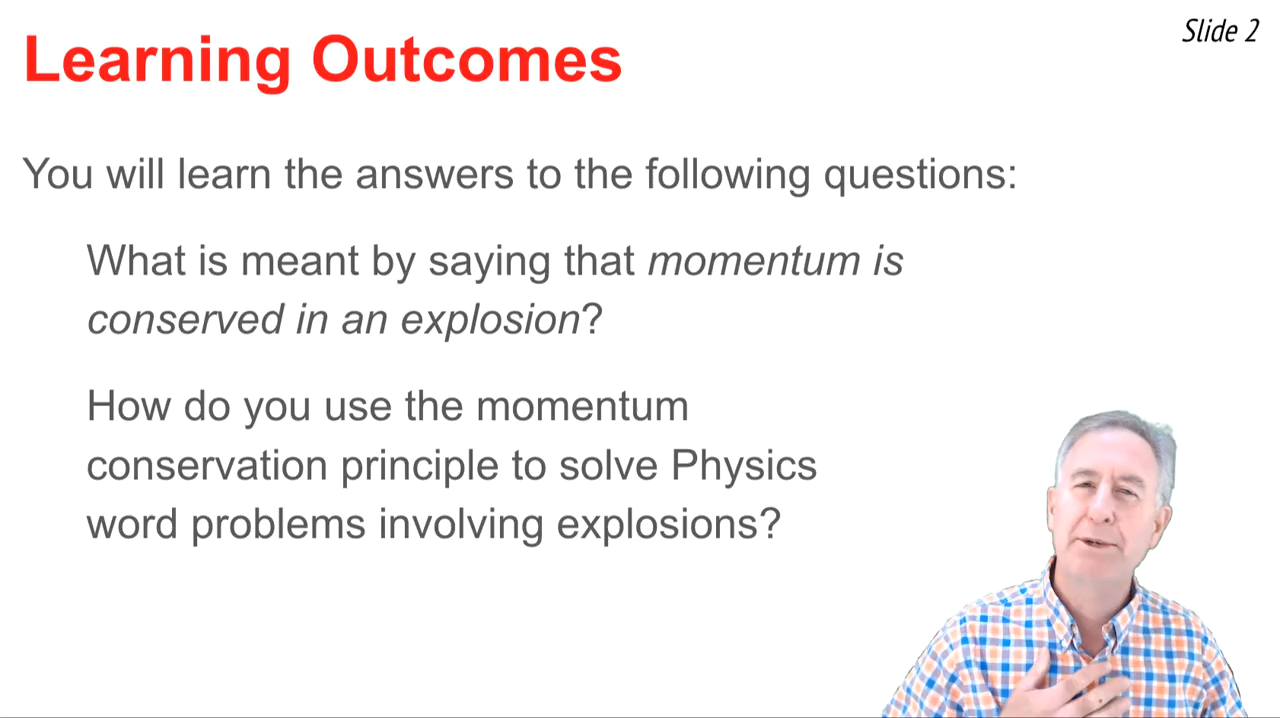 Slide 2
Learning Outcomes
You will learn the answers to the following questions:
What is meant by saying that momentum is
conserved in an explosion?
How do you use the momentum
conservation principle to solve Physics
word problems involving explosions?